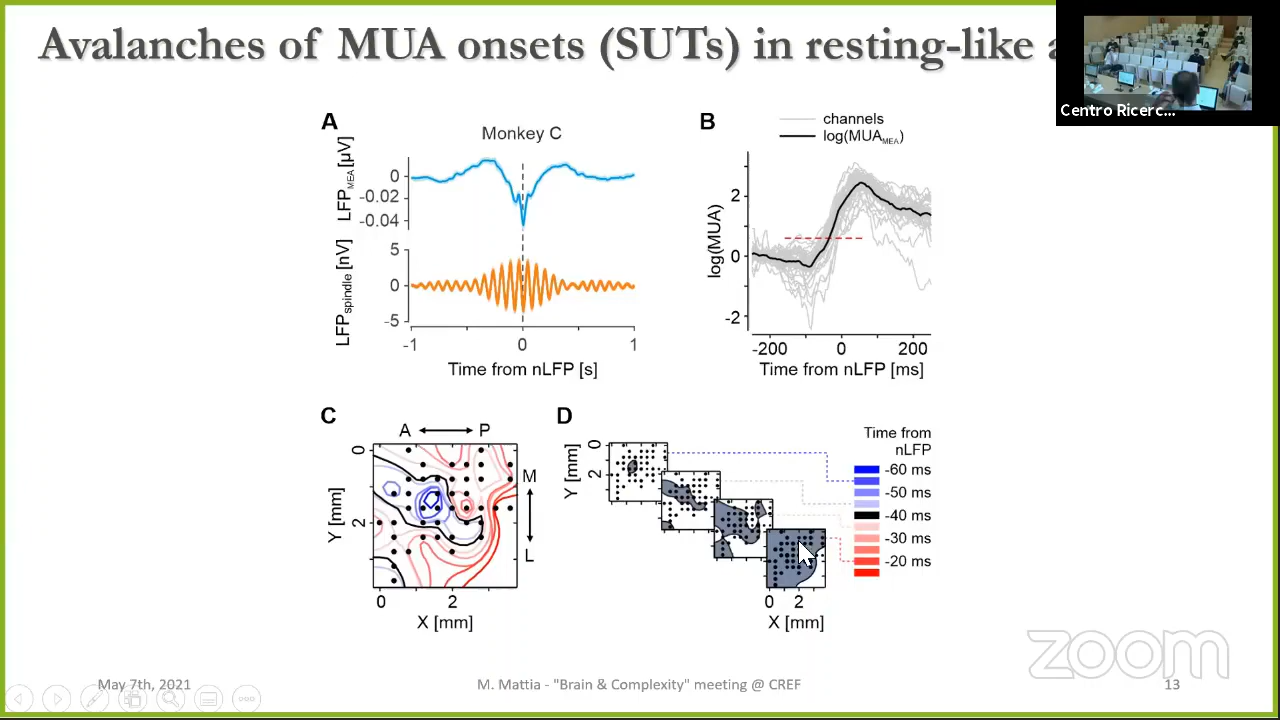 Avalanches of MUA onsets (SUTs) in resting-like
Centro Ricerc...
A
Monkey C
LFPMEA [µV]
0
-0.02
-0.04
LFPspindle [nV]
5
0
-5
-1
0
1
Time from nLFP [s]
B
channels
log(MUAMEA)
log(MUA)
2
0
-2
-200
0
200
Time from nLFP [ms]
C
A
P
M
L
Y [mm]
0
2
0
2
X [mm]
D
Y [mm]
0
2
0
2
X [mm]
Time from
nLFP
-60 ms
-50 ms
-40 ms
-30 ms
-20 ms
zoom
May 7th, 2021
M. Mattia - "Brain & Complexity" meeting @ CREF
13